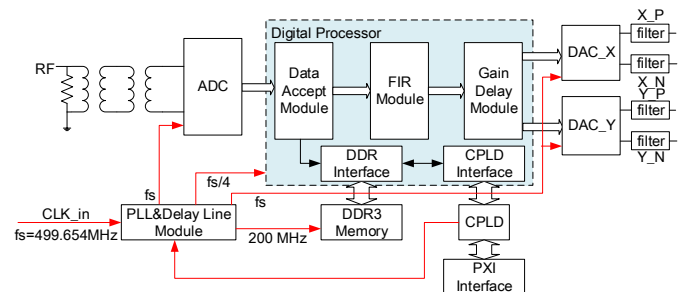 X_P
Digital Processor
filter
RF
ADC
Data
Accept
Module
FIR
Module
Gain
Delay
Module
DAC_X
filter
X_N
Y_P
filter
DAC_Y
filter
Y_N
DDR
Interface
CPLD
Interface
fs
fs/4
fs
CLK_in
fs=499.654MHz
PLL&Delay Line
Module
200 MHz
DDR3
Memory
CPLD
PXI
Interface